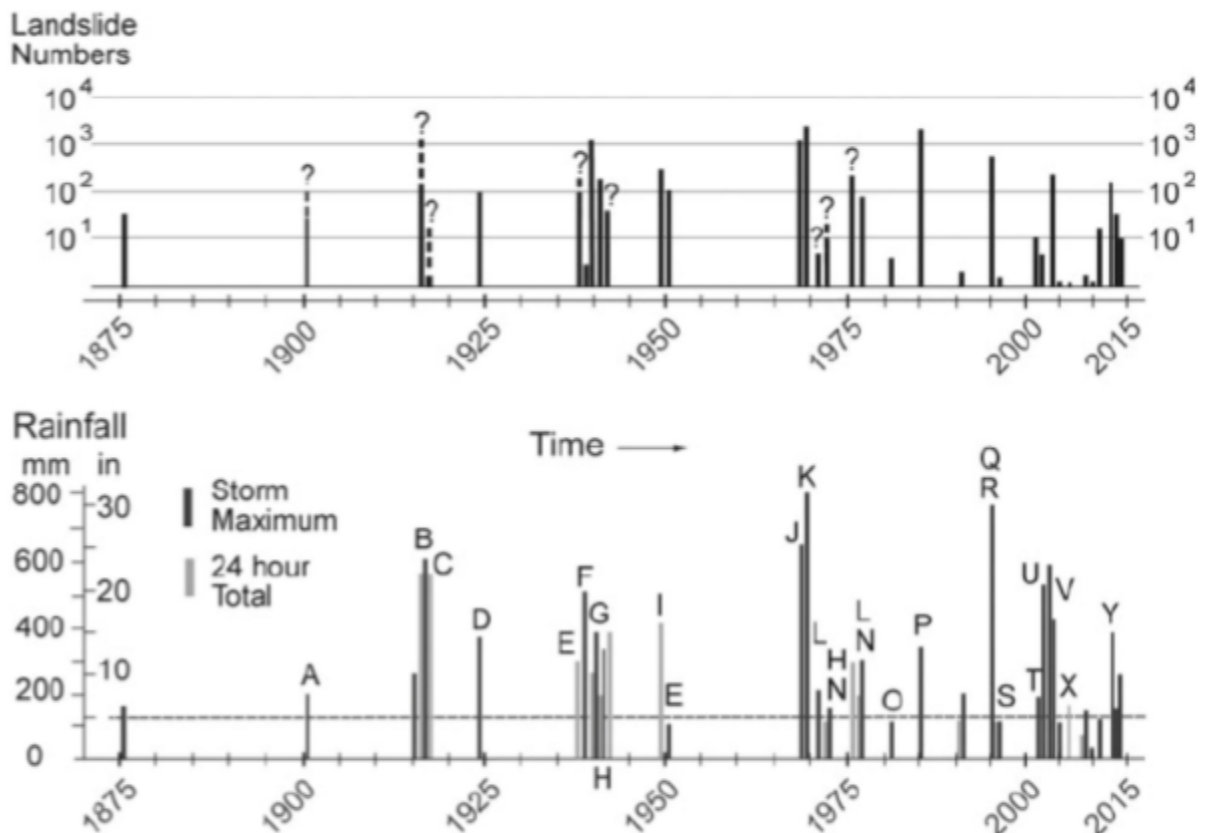 Landslide
Numbers
10^4 10^4
10^3 10^3
10^2 10^2
10^1 10^1
? ? ? ? ? ? ? ?
1875 1900 1925 1950 1975 2000 2015
Rainfall
mm in
Time
Storm
Maximum
24 hour
Total
800
600
400
200
0
30
20
10
A
B
C
D
E
F
G
H
I
E
J
K
L
H
N
L
N
O
P
Q
R
S
T
U
V
X
Y
1875 1900 1925 1950 1975 2000 2015